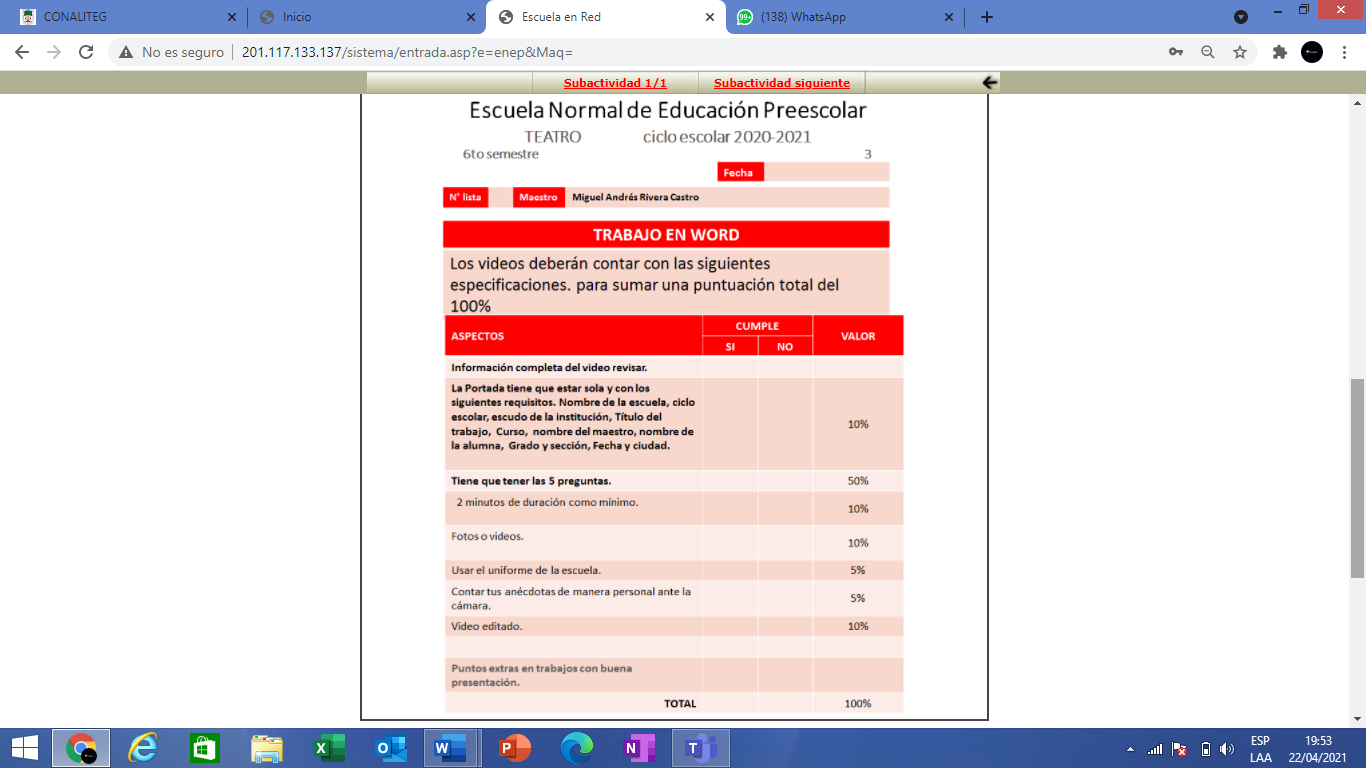 CONALITEG
Inicio
Escuela en Red
99+
(138) WhatsApp
No es seguro
201.117.133.137/sistema/entrada.asp?e=enep&Maq=
Subactividad 1/1
Subactividad siguiente
Escuela Normal de Educación Preescolar
TEATRO ciclo escolar 2020-2021
6to semestre 3
Fecha
N° lista Maestro Miguel Andrés Rivera Castro
TRABAJO EN WORD
Los videos deberán contar con las siguientes
especificaciones. para sumar una puntuación total del
100%
ASPECTOS CUMPLE VALOR
SI NO
Información completa del video revisar.
La Portada tiene que estar sola y con los
siguientes requisitos. Nombre de la escuela, ciclo
escolar, escudo de la institución, Título del
trabajo, Curso, nombre del maestro, nombre de
la alumna, Grado y sección, Fecha y ciudad.
10%
Tiene que tener las 5 preguntas. 50%
2 minutos de duración como mínimo. 10%
Fotos o videos. 10%
Usar el uniforme de la escuela. 5%
Contar tus anécdotas de manera personal ante la
cámara.
5%
Video editado. 10%
Puntos extras en trabajos con buena
presentación.
TOTAL 100%
ESP 19:53
LAA 22/04/2021